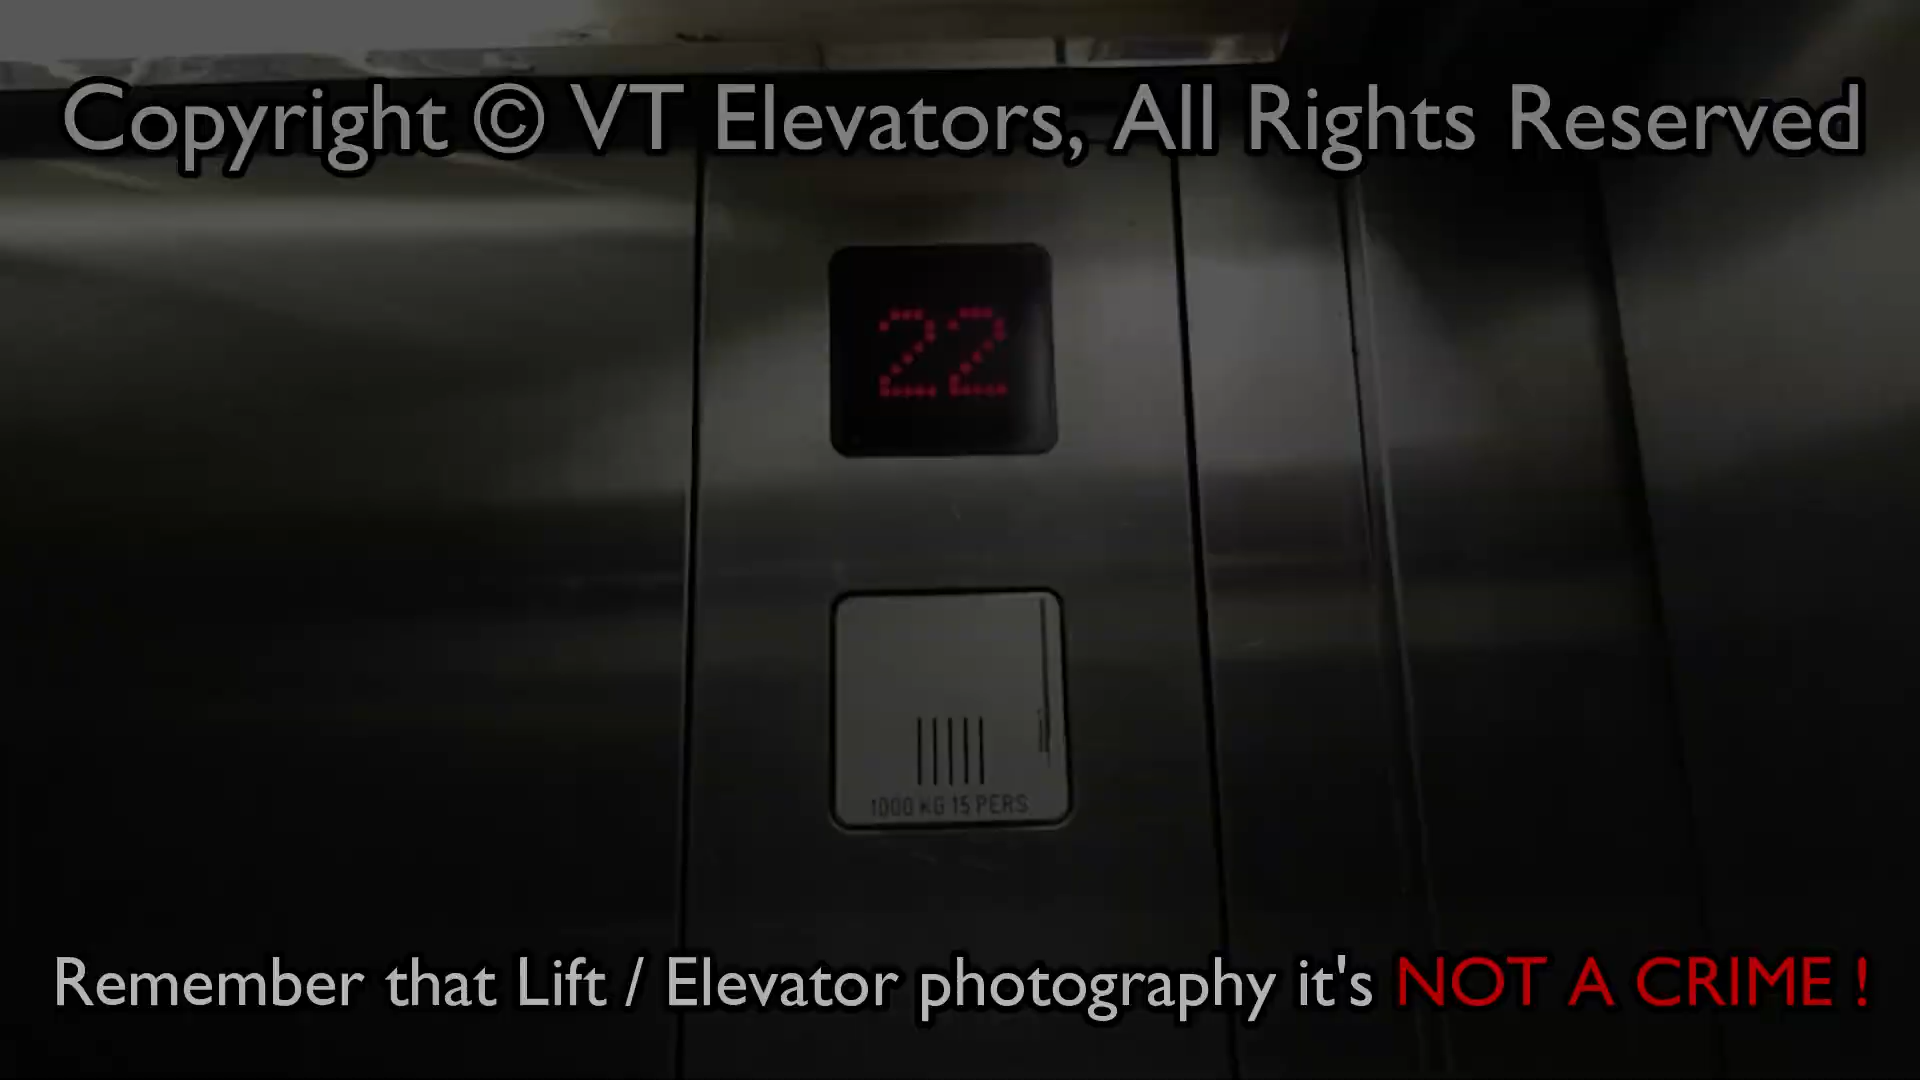 Copyright © VT Elevators, All Rights Reserved
22
1000 KG 15 PERS
Remember that Lift / Elevator photography it's NOT A CRIME !